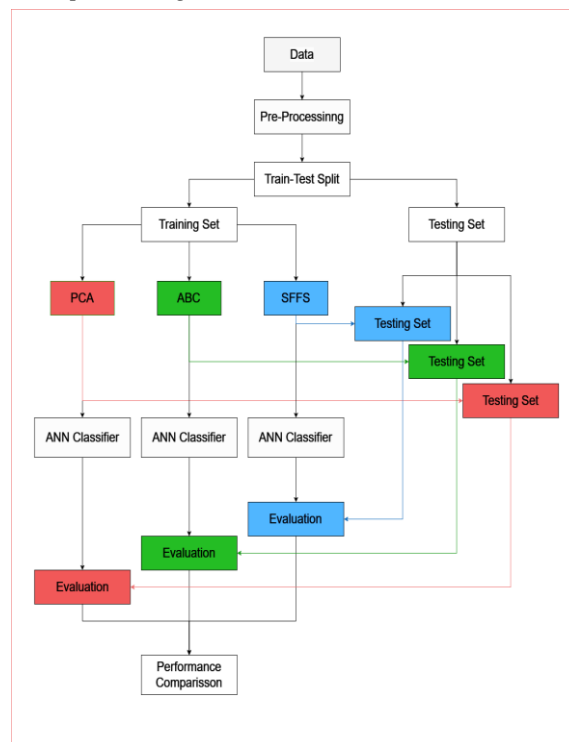 Data
Pre-Processinng
Train-Test Split
Training Set
Testing Set
PCA
ABC
SFFS
Testing Set
Testing Set
Testing Set
ANN Classifier
ANN Classifier
ANN Classifier
Evaluation
Evaluation
Evaluation
Performance
Comparisson